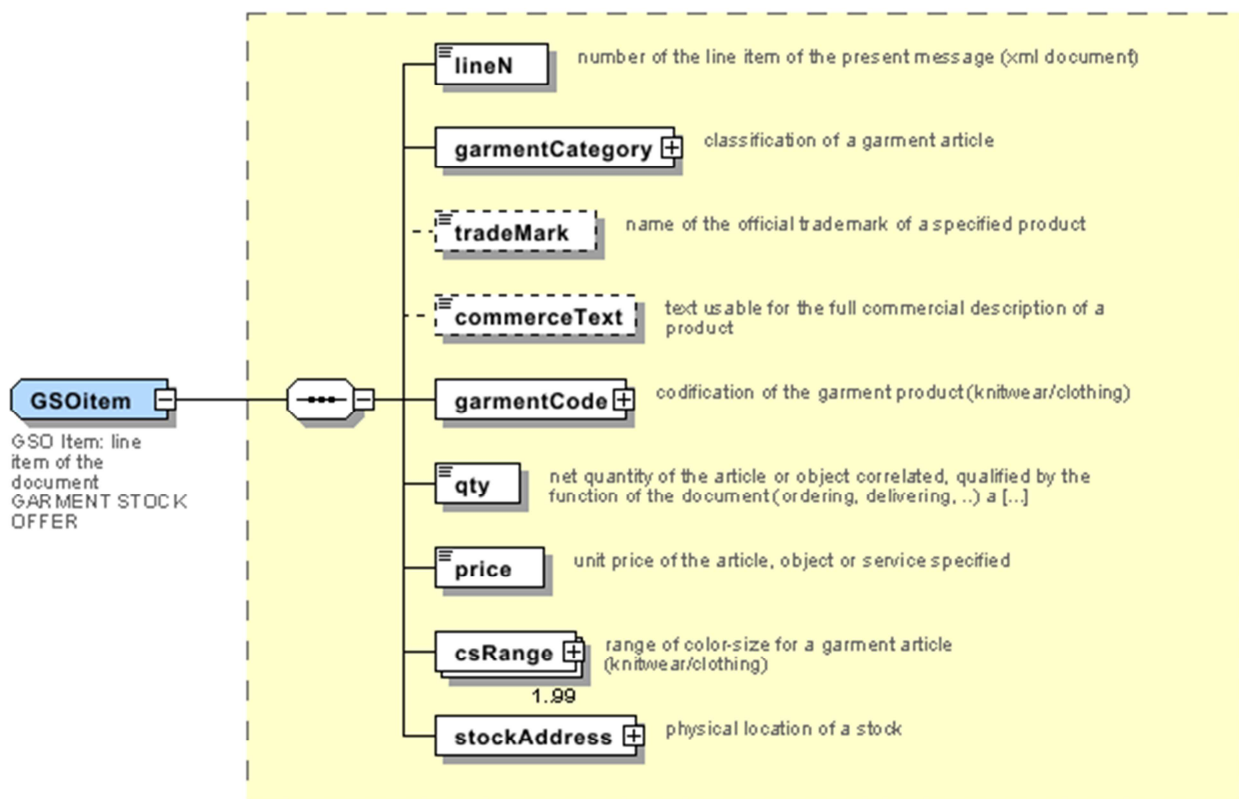 lineN
number of the line item of the present message (xml document)
garmentCategory
classification of a garment article
tradeMark
name of the official trademark of a specified product
commerceText
text usable for the full commercial description of a
product
GSOitem
GSO Item: line
item of the
document
GARMENT STOCK
OFFER
garmentCode
codification of the garment product (knitwear/clothing)
qty
net quantity of the article or object correlated, qualified by the
function of the document (ordering, delivering, ..) a [...]
price
unit price of the article, object or service specified
csRange
range of color-size for a garment article
(knitwear/clothing)
1..99
stockAddress
physical location of a stock